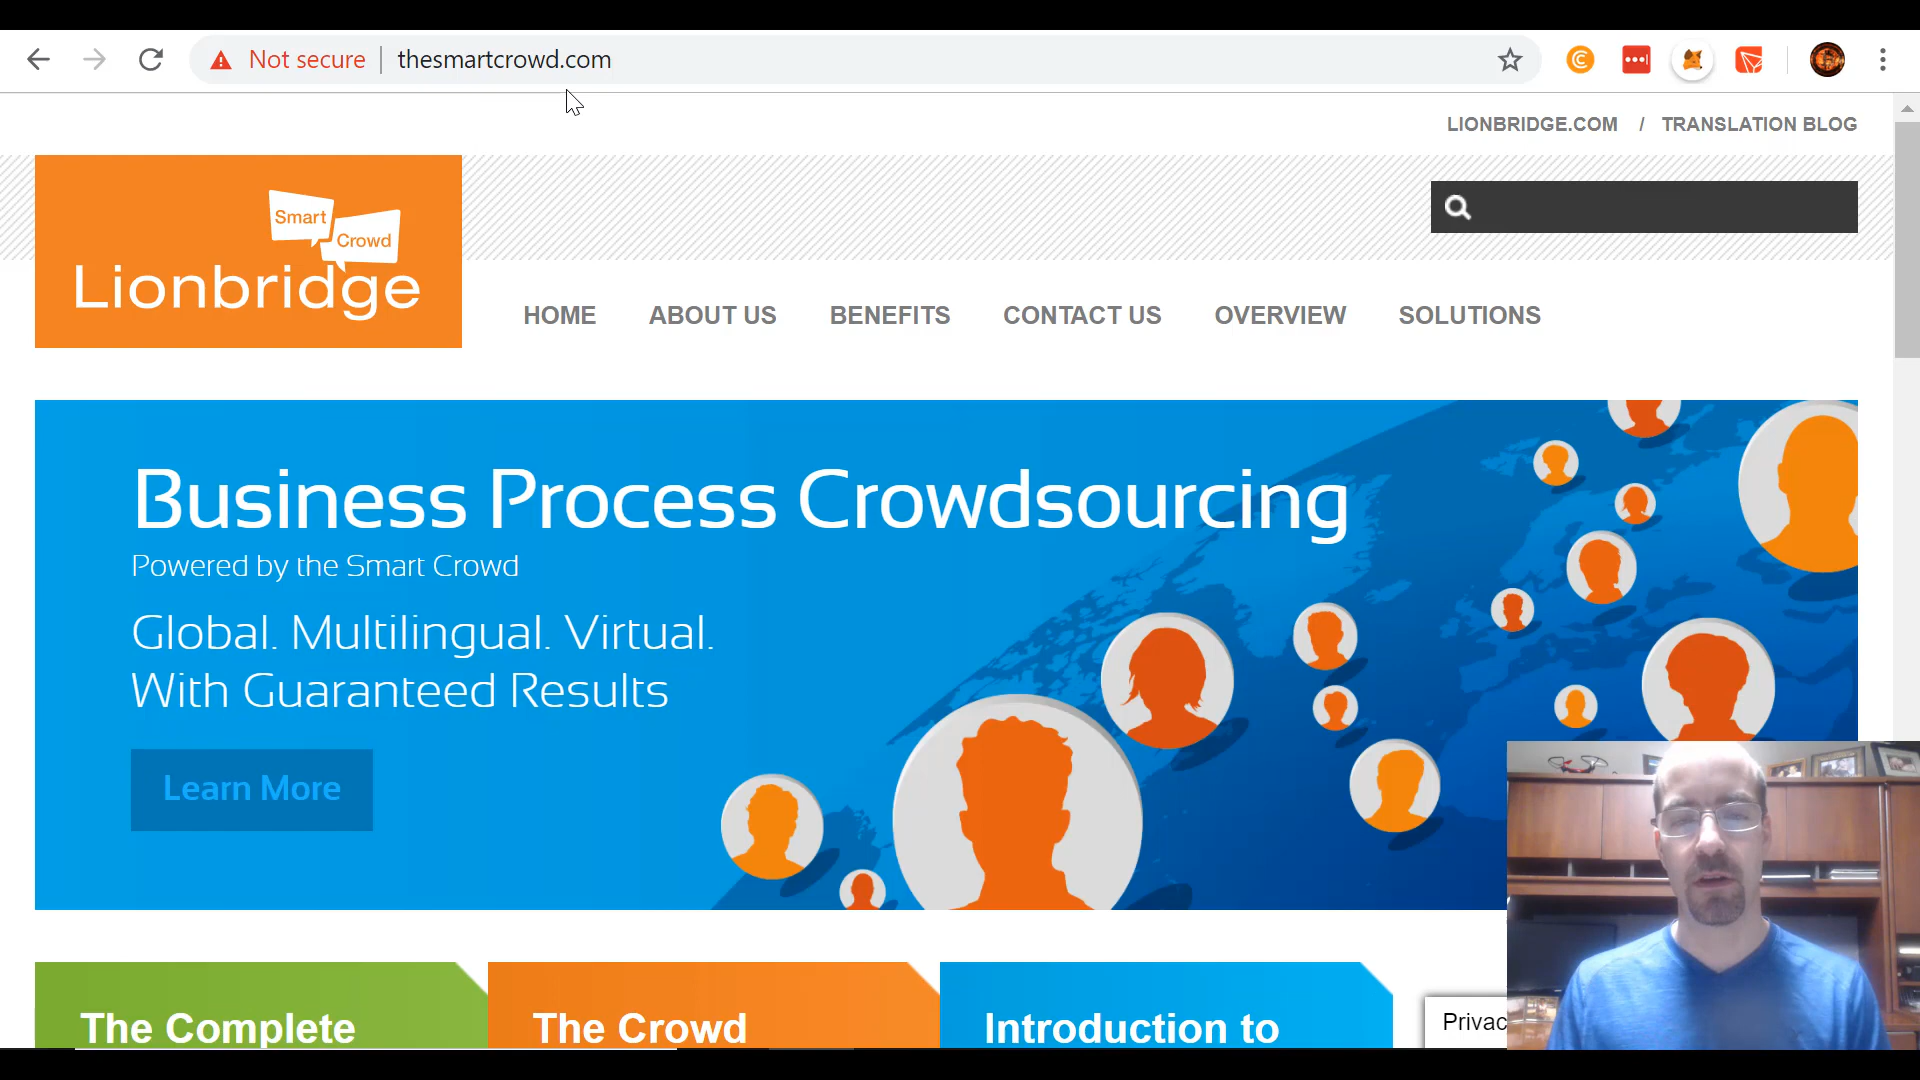 Not secure
thesmartcrowd.com
LIONBRIDGE.COM / TRANSLATION BLOG
Smart
Crowd
Lionbridge
HOME ABOUT US BENEFITS CONTACT US OVERVIEW SOLUTIONS
Business Process Crowdsourcing
Powered by the Smart Crowd
Global. Multilingual. Virtual.
With Guaranteed Results
Learn More
The Complete
The Crowd
Introduction to
Privac